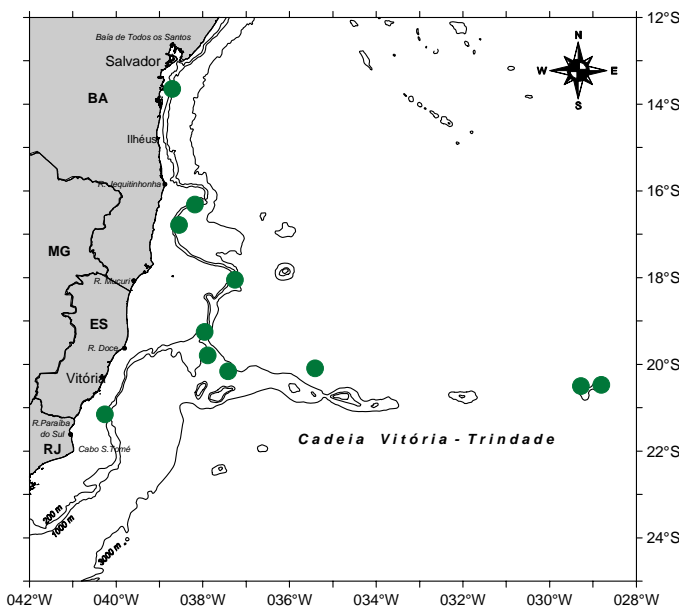 12°S
Baía de Todos os Santos
Salvador
N
W E
S
BA
14°S
Ilhéus
R. Jequitinhonha
16°S
MG
R. Mucuri
18°S
ES
R. Doce
20°S
Vitória
R.Paraíba
do Sul
Cadeia Vitória - Trindade
RJ
Cabo S.Tomé
22°S
200 m
1000 m
3000 m
24°S
042°W 040°W 038°W 036°W 034°W 032°W 030°W 28°W